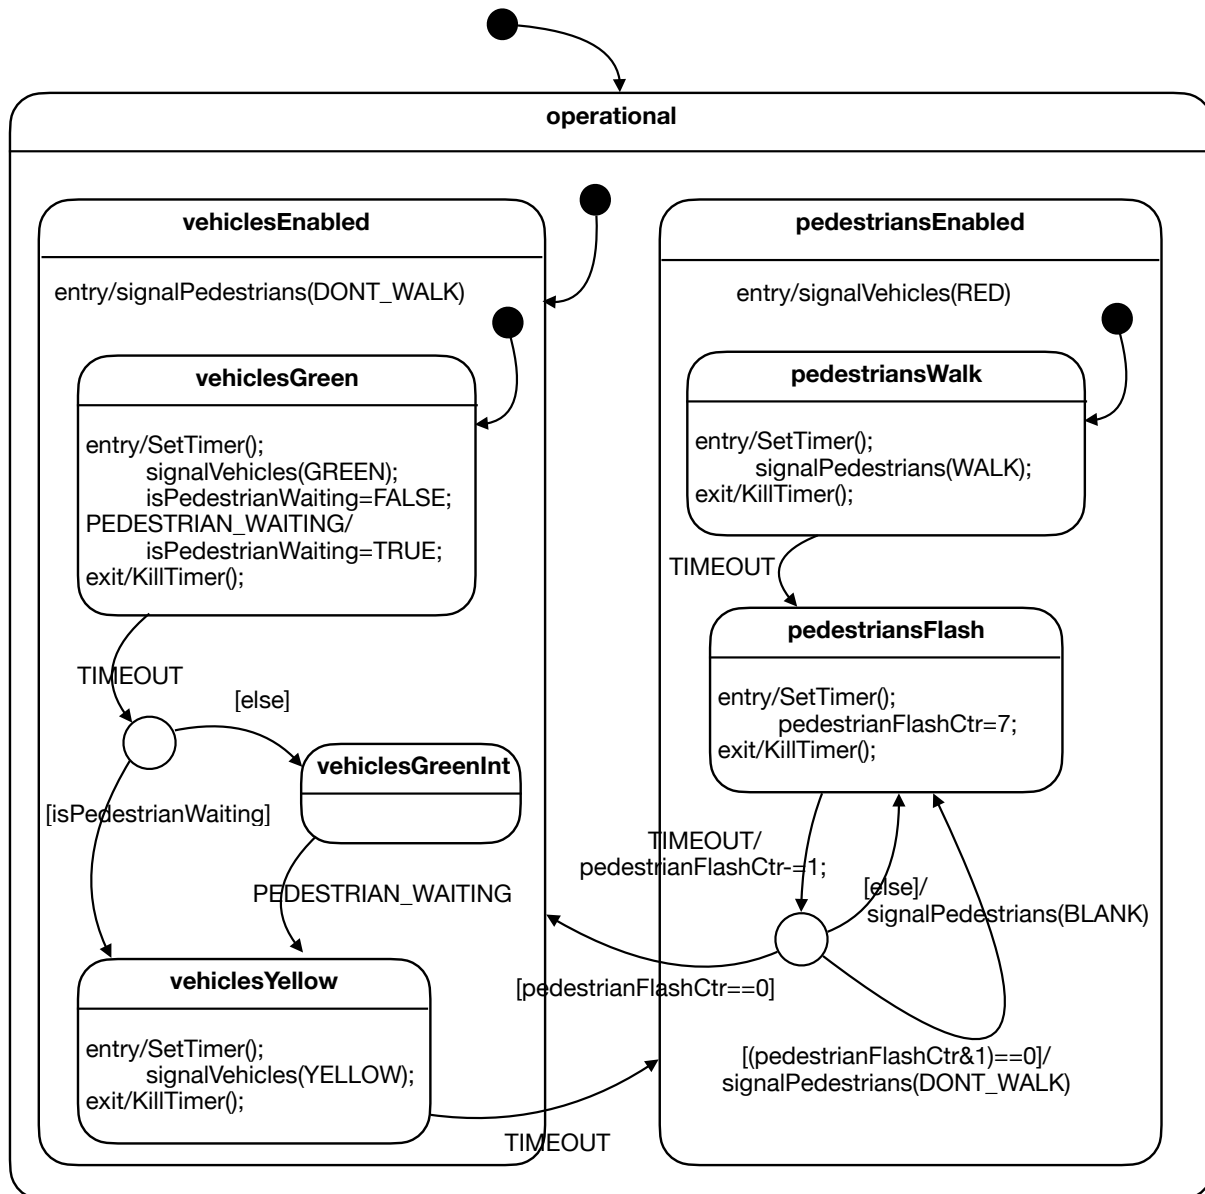 operational
vehiclesEnabled
entry/signalPedestrians(DONT_WALK)
vehiclesGreen
entry/SetTimer();
signalVehicles(GREEN);
isPedestrianWaiting=FALSE;
PEDESTRIAN_WAITING/
isPedestrianWaiting=TRUE;
exit/KillTimer();
TIMEOUT
[else]
vehiclesGreenInt
[isPedestrianWaiting]
PEDESTRIAN_WAITING
vehiclesYellow
entry/SetTimer();
signalVehicles(YELLOW);
exit/KillTimer();
TIMEOUT
pedestriansEnabled
entry/signalVehicles(RED)
pedestriansWalk
entry/SetTimer();
signalPedestrians(WALK);
exit/KillTimer();
TIMEOUT
pedestriansFlash
entry/SetTimer();
pedestrianFlashCtr=7;
exit/KillTimer();
TIMEOUT/
pedestrianFlashCtr-=1;
[else]/
signalPedestrians(BLANK)
[pedestrianFlashCtr==0]
[(pedestrianFlashCtr&1)==0]/
signalPedestrians(DONT_WALK)